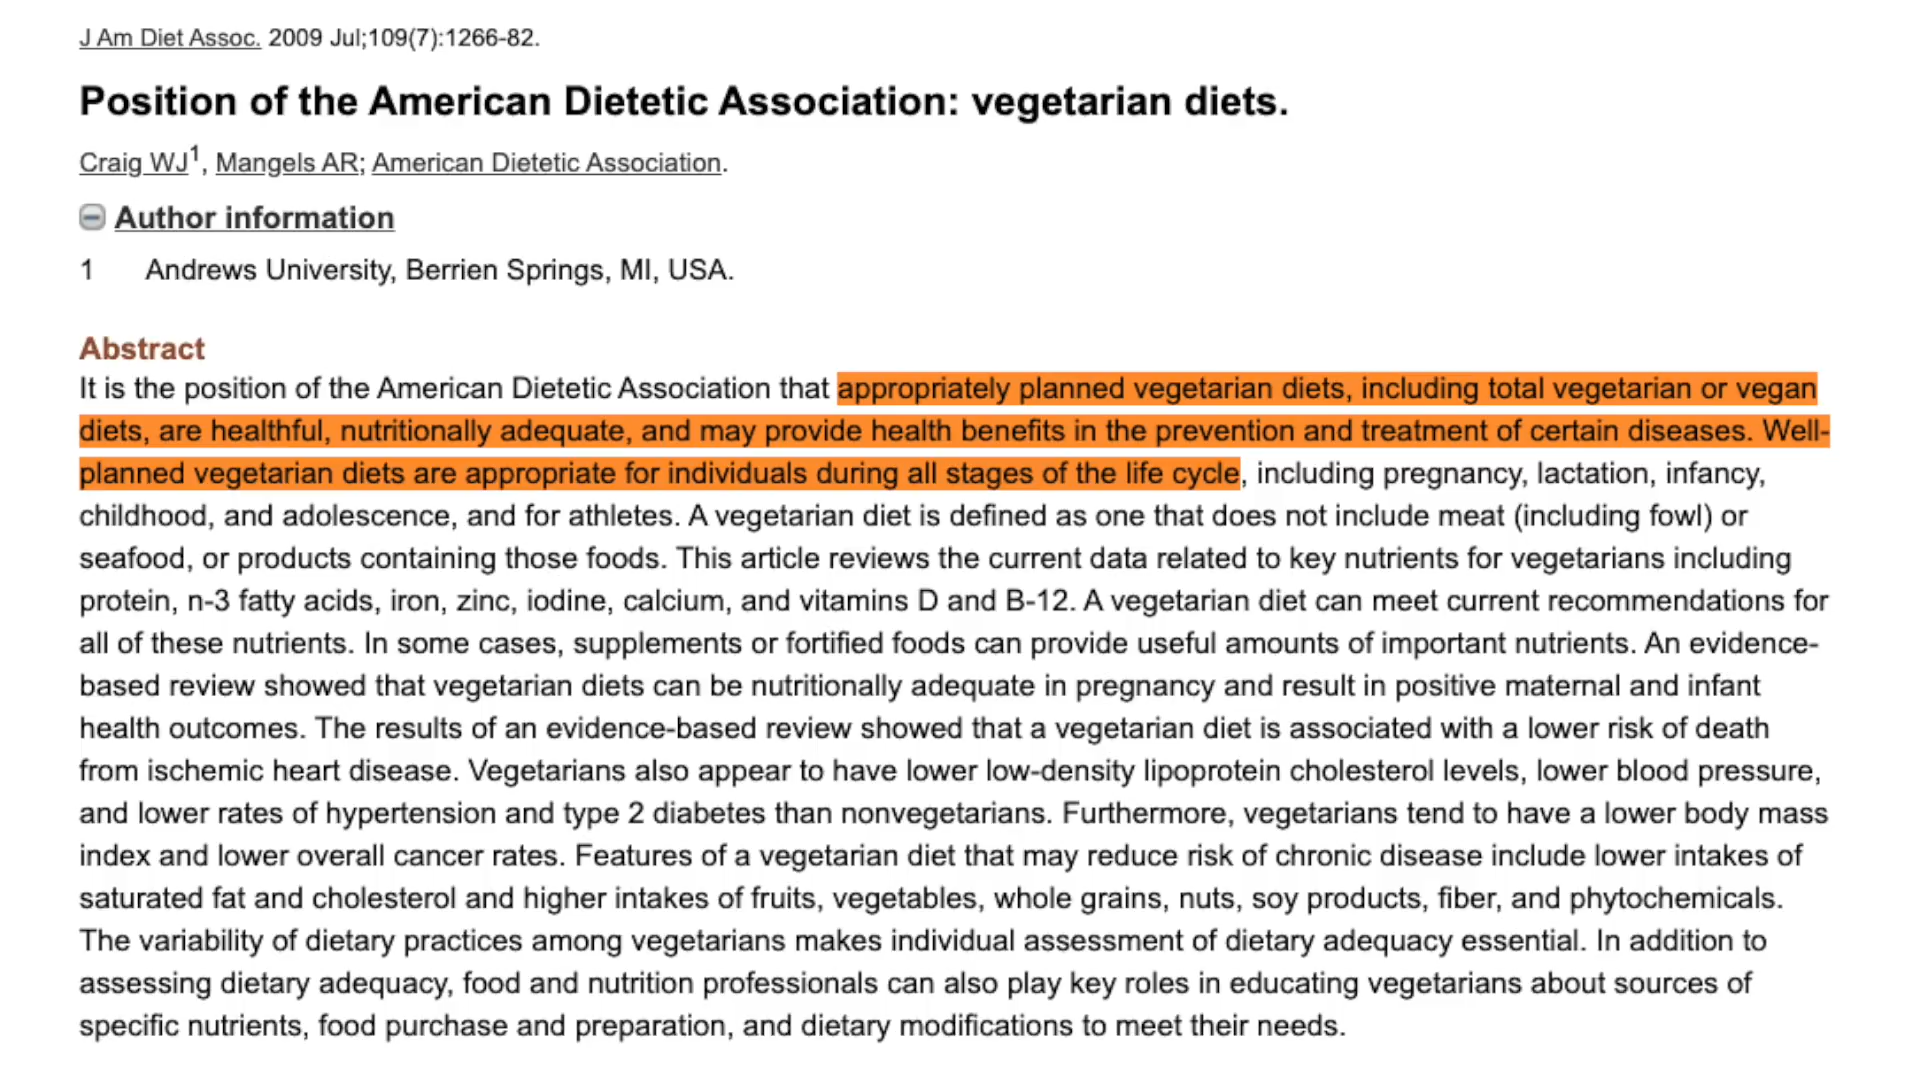 J Am Diet Assoc. 2009 Jul;109(7):1266-82.
Position of the American Dietetic Association: vegetarian diets.
Craig WJ1, Mangels AR; American Dietetic Association.
Author information
1 Andrews University, Berrien Springs, MI, USA.
Abstract
It is the position of the American Dietetic Association that appropriately planned vegetarian diets, including total vegetarian or vegan
diets, are healthful, nutritionally adequate, and may provide health benefits in the prevention and treatment of certain diseases. Well-
planned vegetarian diets are appropriate for individuals during all stages of the life cycle, including pregnancy, lactation, infancy,
childhood, and adolescence, and for athletes. A vegetarian diet is defined as one that does not include meat (including fowl) or
seafood, or products containing those foods. This article reviews the current data related to key nutrients for vegetarians including
protein, n-3 fatty acids, iron, zinc, iodine, calcium, and vitamins D and B-12. A vegetarian diet can meet current recommendations for
all of these nutrients. In some cases, supplements or fortified foods can provide useful amounts of important nutrients. An evidence-
based review showed that vegetarian diets can be nutritionally adequate in pregnancy and result in positive maternal and infant
health outcomes. The results of an evidence-based review showed that a vegetarian diet is associated with a lower risk of death
from ischemic heart disease. Vegetarians also appear to have lower low-density lipoprotein cholesterol levels, lower blood pressure,
and lower rates of hypertension and type 2 diabetes than nonvegetarians. Furthermore, vegetarians tend to have a lower body mass
index and lower overall cancer rates. Features of a vegetarian diet that may reduce risk of chronic disease include lower intakes of
saturated fat and cholesterol and higher intakes of fruits, vegetables, whole grains, nuts, soy products, fiber, and phytochemicals.
The variability of dietary practices among vegetarians makes individual assessment of dietary adequacy essential. In addition to
assessing dietary adequacy, food and nutrition professionals can also play key roles in educating vegetarians about sources of
specific nutrients, food purchase and preparation, and dietary modifications to meet their needs.